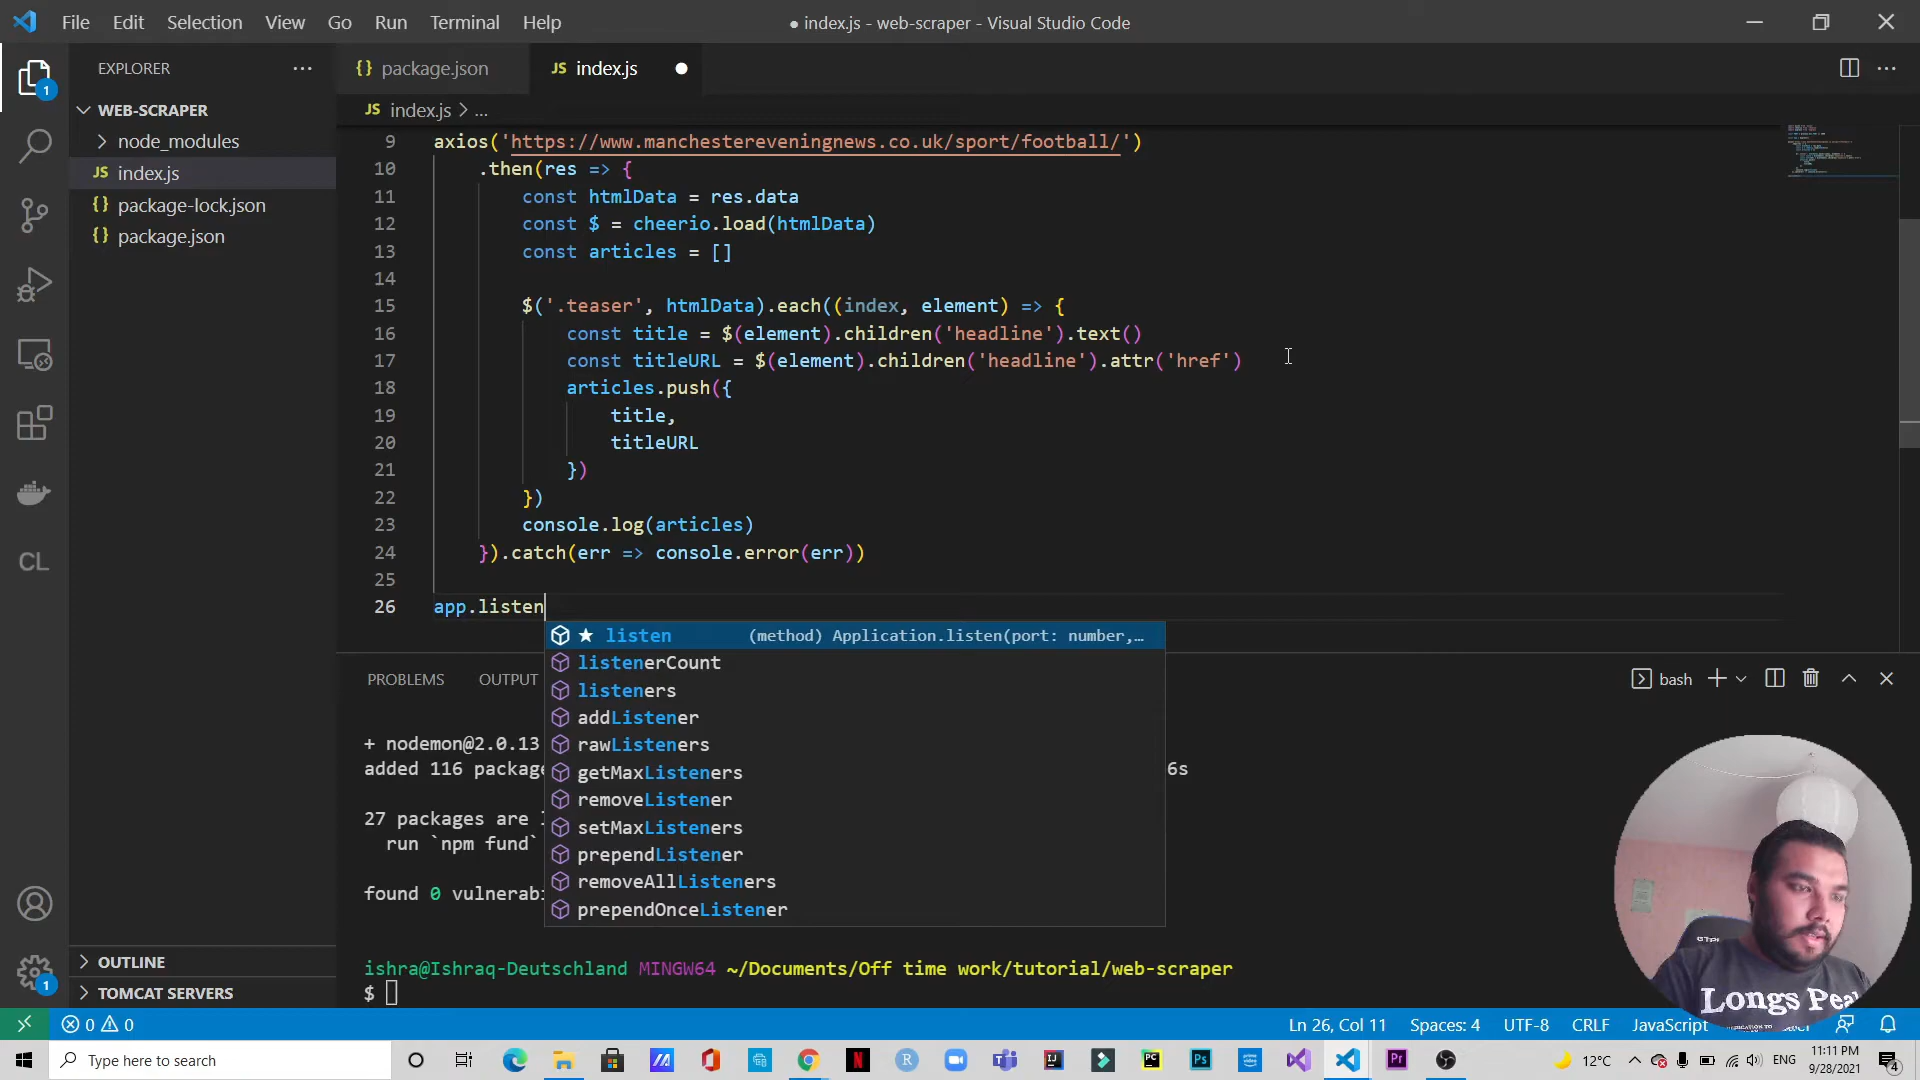 File Edit Selection View Go Run Terminal Help
● index.js - web-scraper - Visual Studio Code
EXPLORER
WEB-SCRAPER
node_modules
JS index.js
{} package-lock.json
{} package.json
OUTLINE
TOMCAT SERVERS
1
CL
1
{} package.json
JS index.js
JS index.js > ...
9 axios('https://www.manchestereveningnews.co.uk/sport/football/')
10 .then(res => {
11 const htmlData = res.data
12 const $ = cheerio.load(htmlData)
13 const articles = []
14
15 $('.teaser', htmlData).each((index, element) => {
16 const title = $(element).children('headline').text()
17 const titleURL = $(element).children('headline').attr('href')
18 articles.push({
19 title,
20 titleURL
21 })
22 })
23 console.log(articles)
24 }).catch(err => console.error(err))
25
26 app.listen
★ listen (method) Application.listen(port: number,…
listenerCount
listeners
addListener
rawListeners
getMaxListeners
removeListener
setMaxListeners
prependListener
removeAllListeners
prependOnceListener
PROBLEMS OUTPUT
bash
+ nodemon@2.0.13
added 116 package 6s
27 packages are
run `npm fund`
found 0 vulnerab
ishra@Ishraq-Deutschland MINGW64 ~/Documents/Off time work/tutorial/web-scraper
$
Longs Pea
0 0
Ln 26, Col 11 Spaces: 4 UTF-8 CRLF JavaScript
Type here to search
12°C ENG
11:11 PM
9/28/2021
4